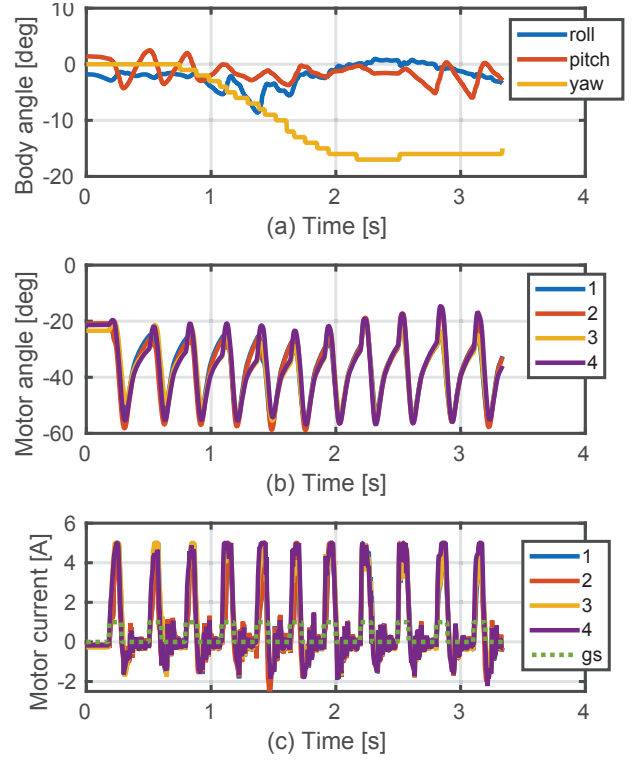 10
0
-10
-20
Body angle [deg]
roll
pitch
yaw
0 1 2 3 4
(a) Time [s]
0
-20
-40
-60
Motor angle [deg]
1
2
3
4
0 1 2 3 4
(b) Time [s]
6
4
2
0
-2
Motor current [A]
1
2
3
4
gs
0 1 2 3 4
(c) Time [s]